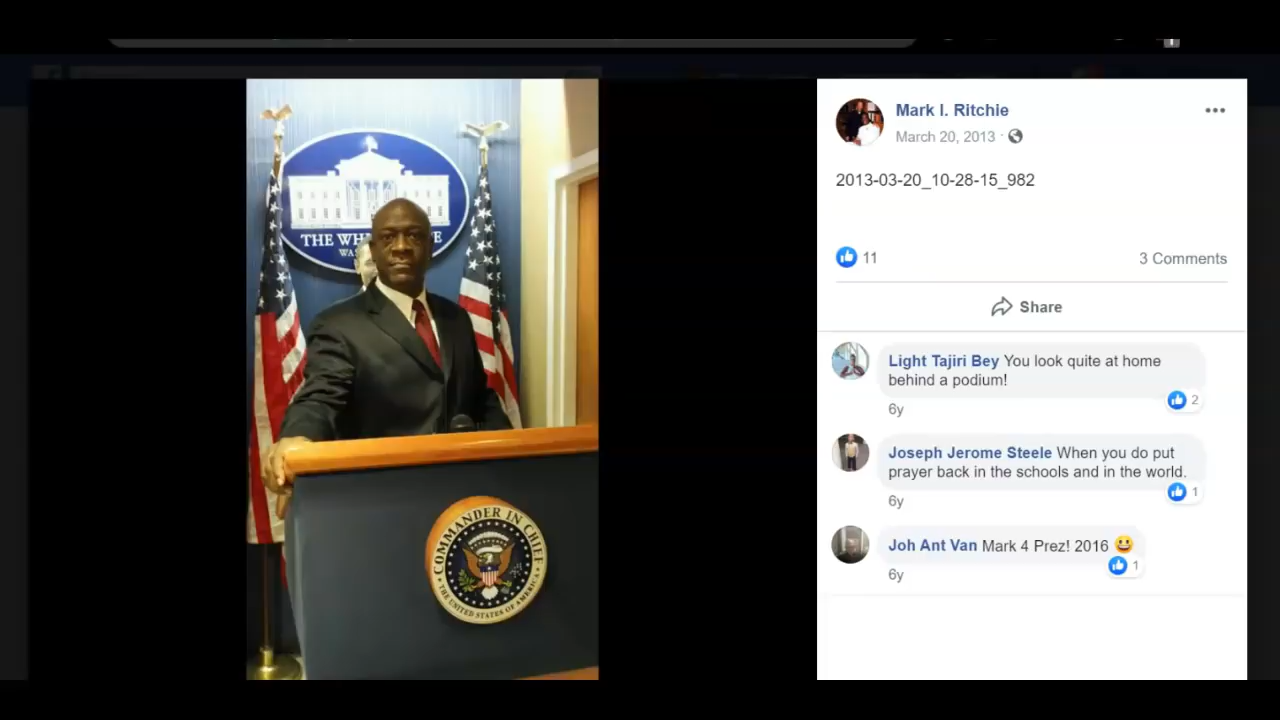 THE WH E
WA
COMMANDER IN CHIEF
THE UNITED STATES OF AMERICA
Mark I. Ritchie
March 20, 2013 ·
2013-03-20_10-28-15_982
11
3 Comments
Share
Light Tajiri Bey You look quite at home
behind a podium!
2
6y
Joseph Jerome Steele When you do put
prayer back in the schools and in the world.
1
6y
Joh Ant Van Mark 4 Prez! 2016 😀
1
6y